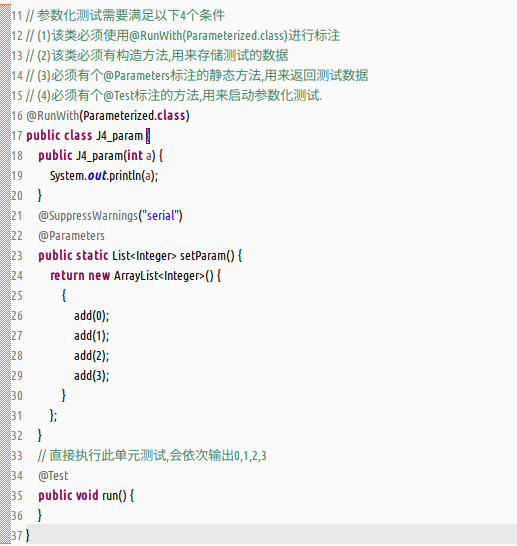 11 // 参数化测试需要满足以下4个条件
12 // (1)该类必须使用@RunWith(Parameterized.class)进行标注
13 // (2)该类必须有构造方法,用来存储测试的数据
14 // (3)必须有个@Parameters标注的静态方法,用来返回测试数据
15 // (4)必须有个@Test标注的方法,用来启动参数化测试.
16 @RunWith(Parameterized.class)
17 public class J4_param {
18 public J4_param(int a) {
19 System.out.println(a);
20 }
21 @SuppressWarnings("serial")
22 @Parameters
23 public static List<Integer> setParam() {
24 return new ArrayList<Integer>() {
25 {
26 add(0);
27 add(1);
28 add(2);
29 add(3);
30 }
31 };
32 }
33 // 直接执行此单元测试,会依次输出0,1,2,3
34 @Test
35 public void run() {
36 }
37 }